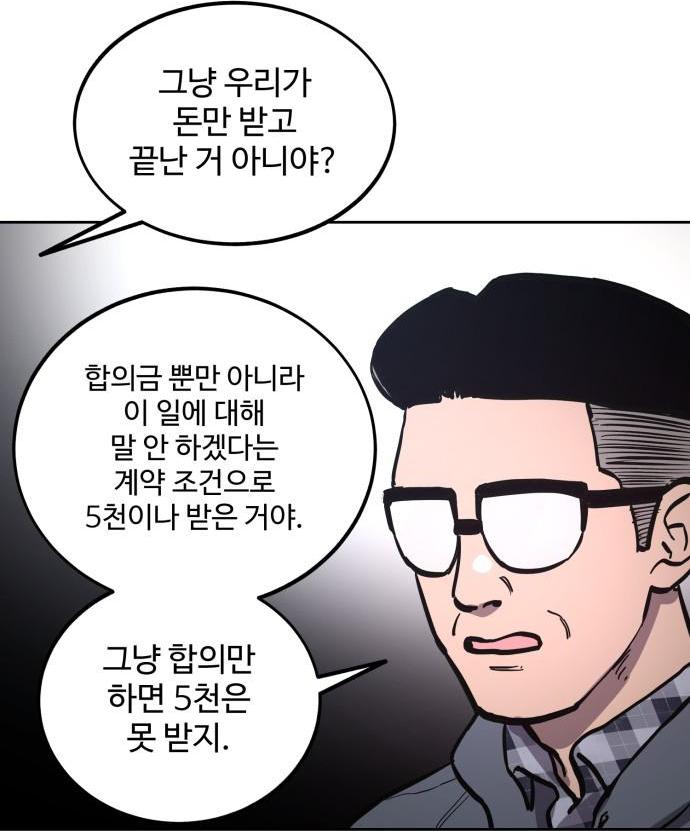 그냥 우리가
돈만 받고
끝난 거 아니야?
합의금 뿐만 아니라
이 일에 대해
말 안 하겠다는
계약 조건으로
5천이나 받은 거야.
그냥 합의만
하면 5천은
못 받지.